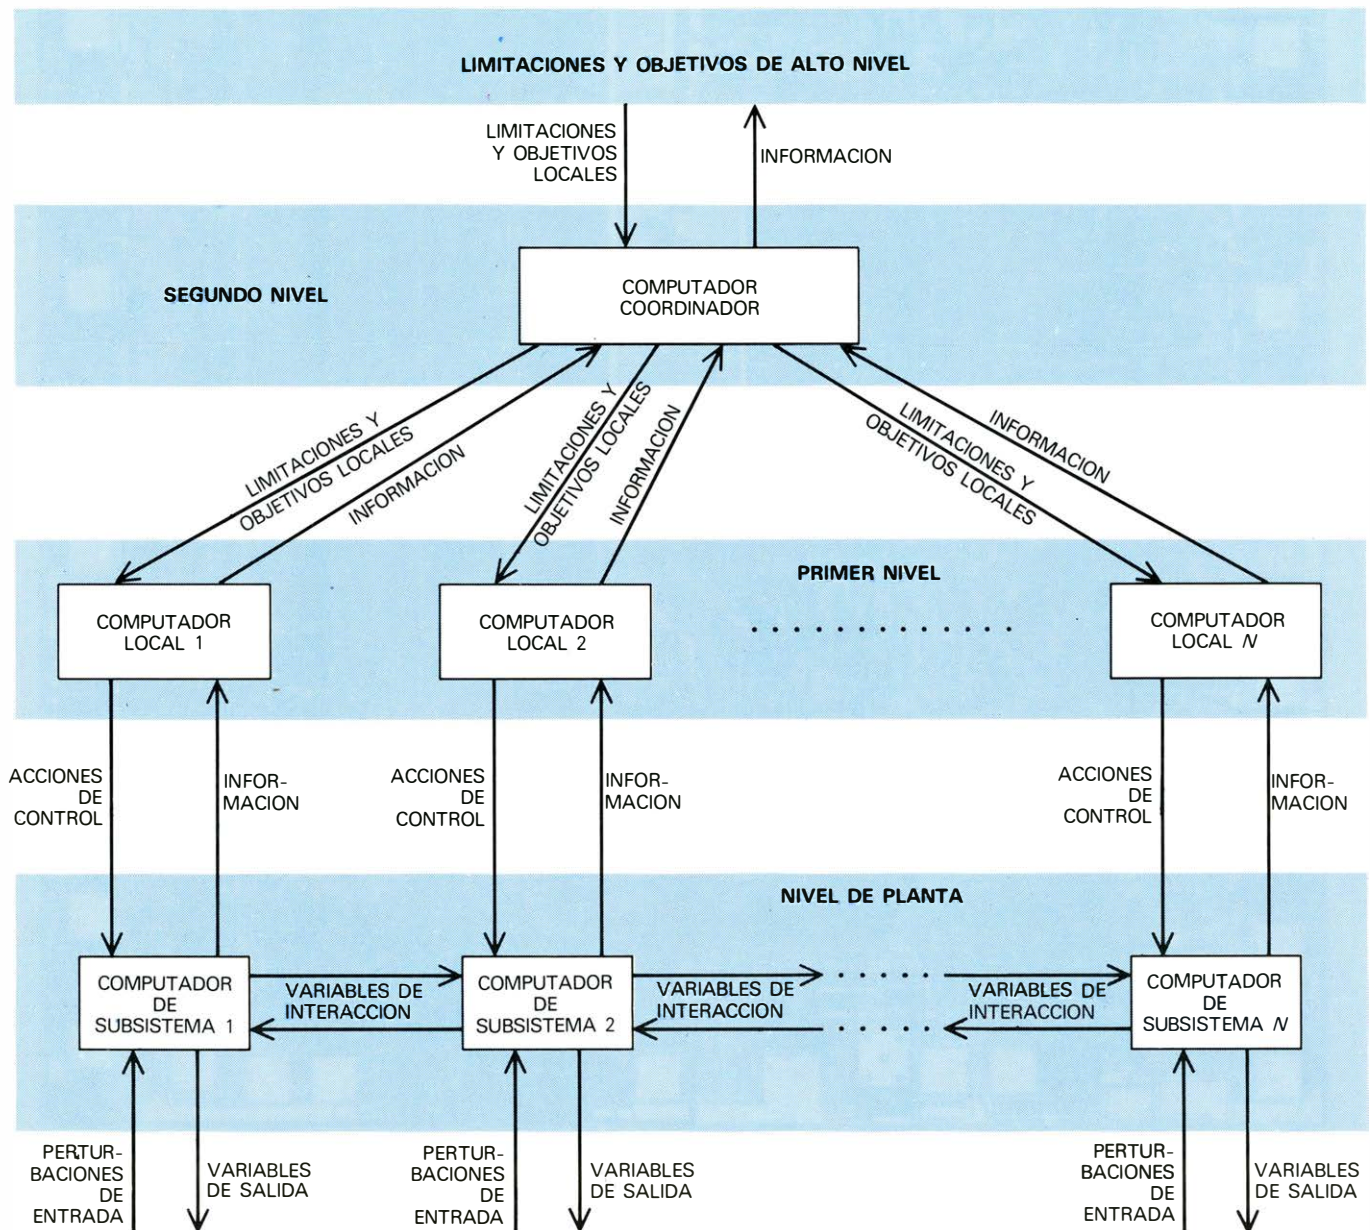 LIMITACIONES Y OBJETIVOS DE ALTO NIVEL
LIMITACIONES
Y OBJETIVOS
LOCALES
INFORMACION
SEGUNDO NIVEL
COMPUTADOR
COORDINADOR
LIMITACIONES Y
OBJETIVOS LOCALES
INFORMACION
LIMITACIONES Y
OBJETIVOS LOCALES
INFORMACION
LIMITACIONES Y
OBJETIVOS LOCALES
INFORMACION
PRIMER NIVEL
COMPUTADOR
LOCAL 1
COMPUTADOR
LOCAL 2
COMPUTADOR
LOCAL N
ACCIONES
DE
CONTROL
INFOR-
MACION
ACCIONES
DE
CONTROL
INFOR-
MACION
ACCIONES
DE
CONTROL
INFOR-
MACION
NIVEL DE PLANTA
COMPUTADOR
DE
SUBSISTEMA 1
VARIABLES DE
INTERACCION
COMPUTADOR
DE
SUBSISTEMA 2
VARIABLES DE
INTERACCION
VARIABLES DE
INTERACCION
COMPUTADOR
DE
SUBSISTEMA N
PERTUR-
BACIONES
DE
ENTRADA
VARIABLES
DE SALIDA
PERTUR-
BACIONES
DE
ENTRADA
VARIABLES
DE SALIDA
PERTUR-
BACIONES
DE
ENTRADA
VARIABLES
DE SALIDA